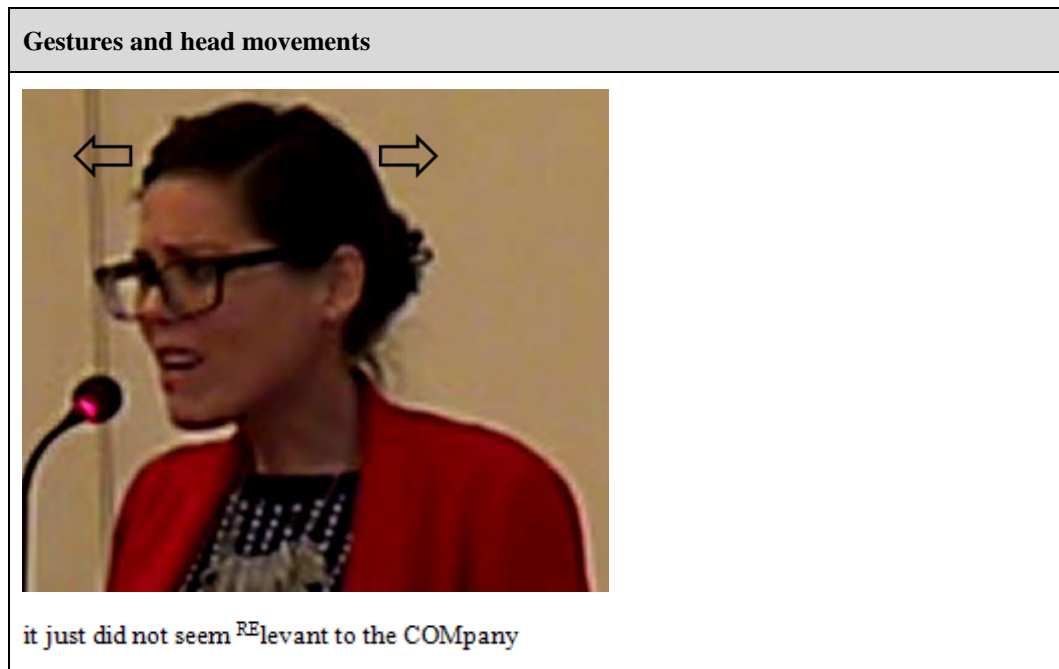 Gestures and head movements
it just did not seem RElevant to the COMpany